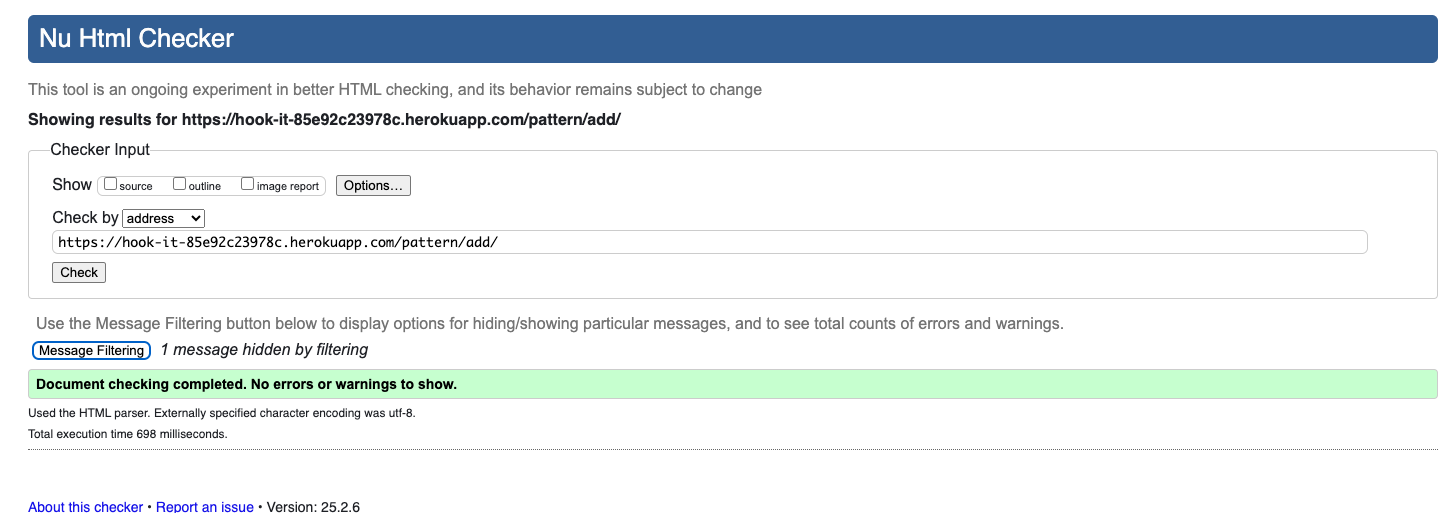 Nu Html Checker
This tool is an ongoing experiment in better HTML checking, and its behavior remains subject to change
Showing results for https://hook-it-85e92c23978c.herokuapp.com/pattern/add/
Checker Input
Show source outline image report Options...
Check by address
https://hook-it-85e92c23978c.herokuapp.com/pattern/add/
Check
Use the Message Filtering button below to display options for hiding/showing particular messages, and to see total counts of errors and warnings.
Message Filtering 1 message hidden by filtering
Document checking completed. No errors or warnings to show.
Used the HTML parser. Externally specified character encoding was utf-8.
Total execution time 698 milliseconds.
About this checker • Report an issue • Version: 25.2.6